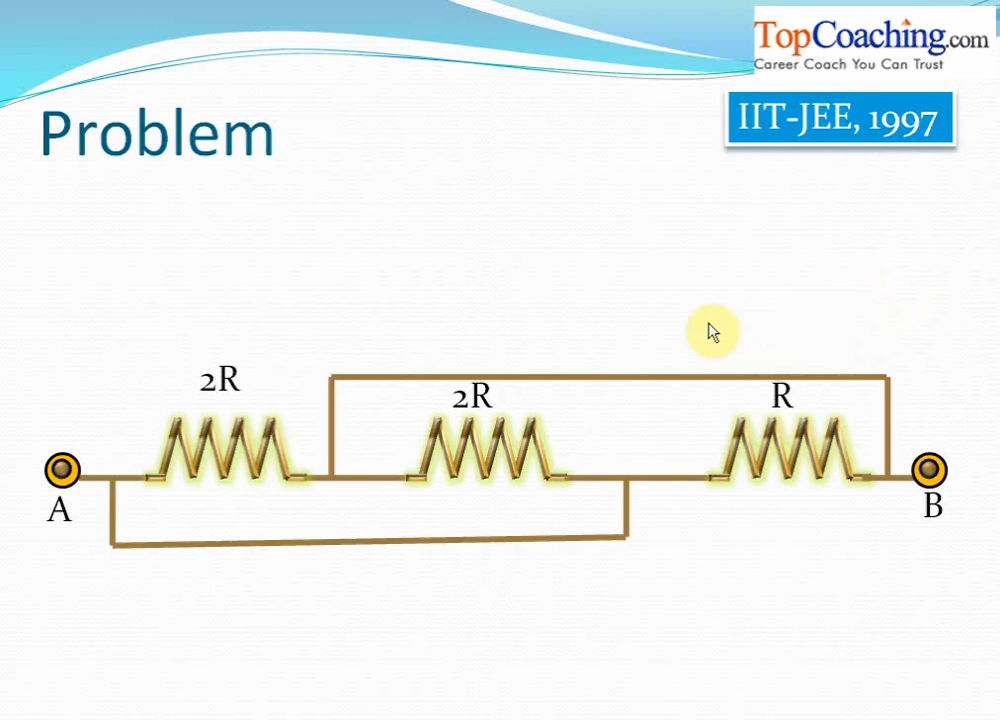 TopCoaching.com
Career Coach You Can Trust
Problem
IIT-JEE, 1997
2R
2R
R
A
B